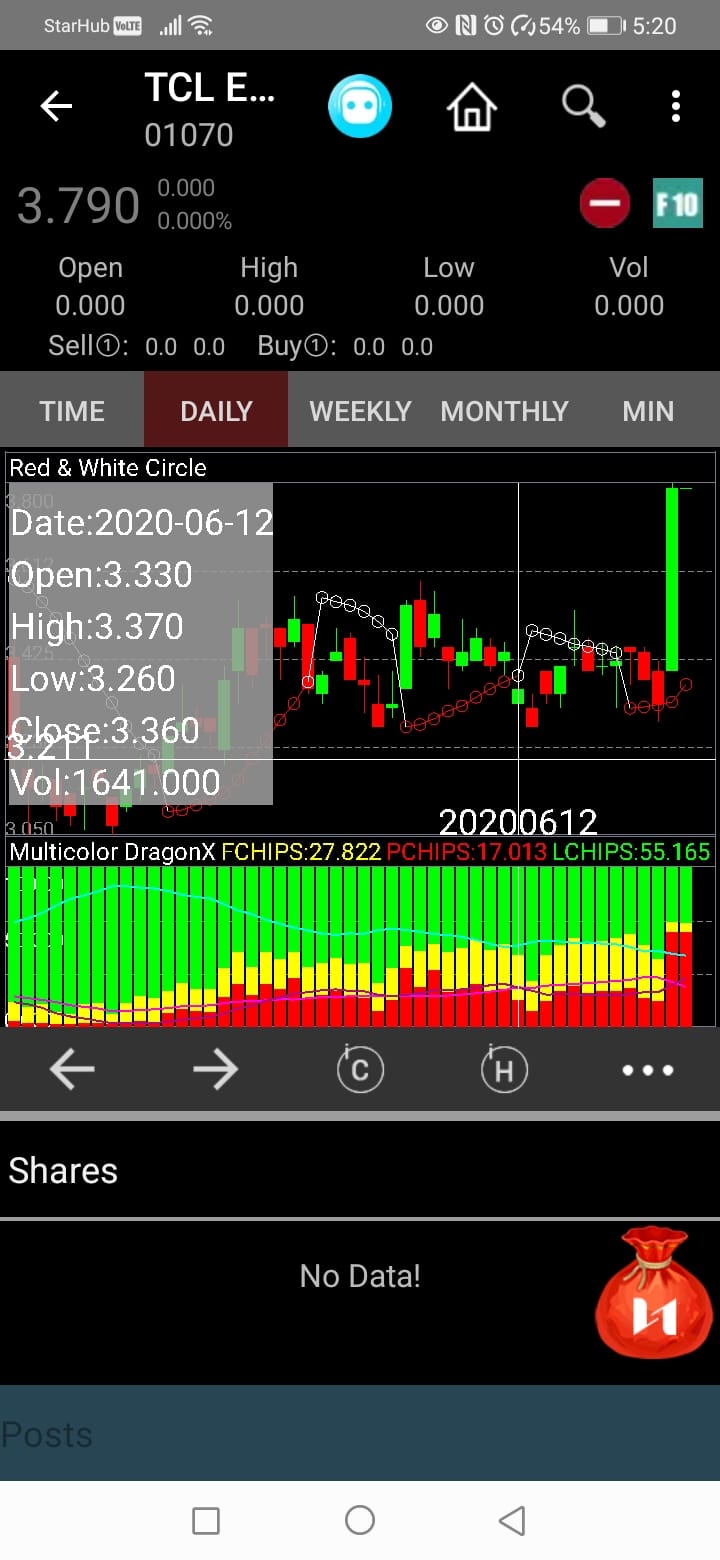 StarHub VoLTE 54% 5:20
TCL E...
01070
3.790 0.000
0.000%
F10
Open High Low Vol
0.000 0.000 0.000 0.000
Sell①: 0.0 0.0 Buy①: 0.0 0.0
TIME DAILY WEEKLY MONTHLY MIN
Red & White Circle
3.800
Date:2020-06-12
Open:3.330
High:3.370
3.425
Low:3.260
Close:3.360
3.211
Vol:1641.000
3.050
20200612
Multicolor DragonX FCHIPS:27.822 PCHIPS:17.013 LCHIPS:55.165
C H
Shares
No Data!
Posts